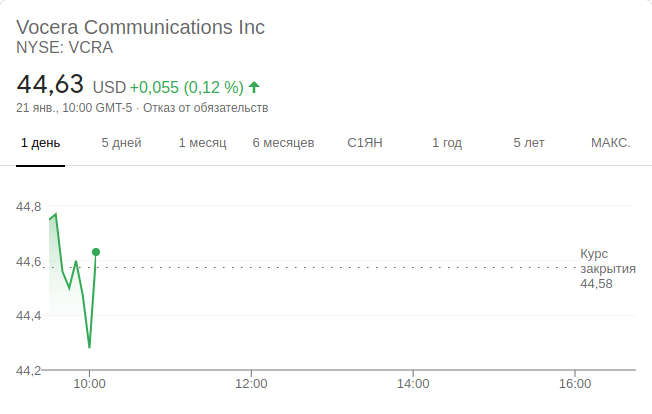 Vocera Communications Inc
NYSE: VCRA
44,63 USD +0,055 (0,12 %)
21 янв., 10:00 GMT-5 · Отказ от обязательств
1 день 5 дней 1 месяц 6 месяцев С1ЯН 1 год 5 лет МАКС.
44,8
Курс
44,6 закрытия
44,58
44,4
44,2
10:00 12:00 14:00 16:00